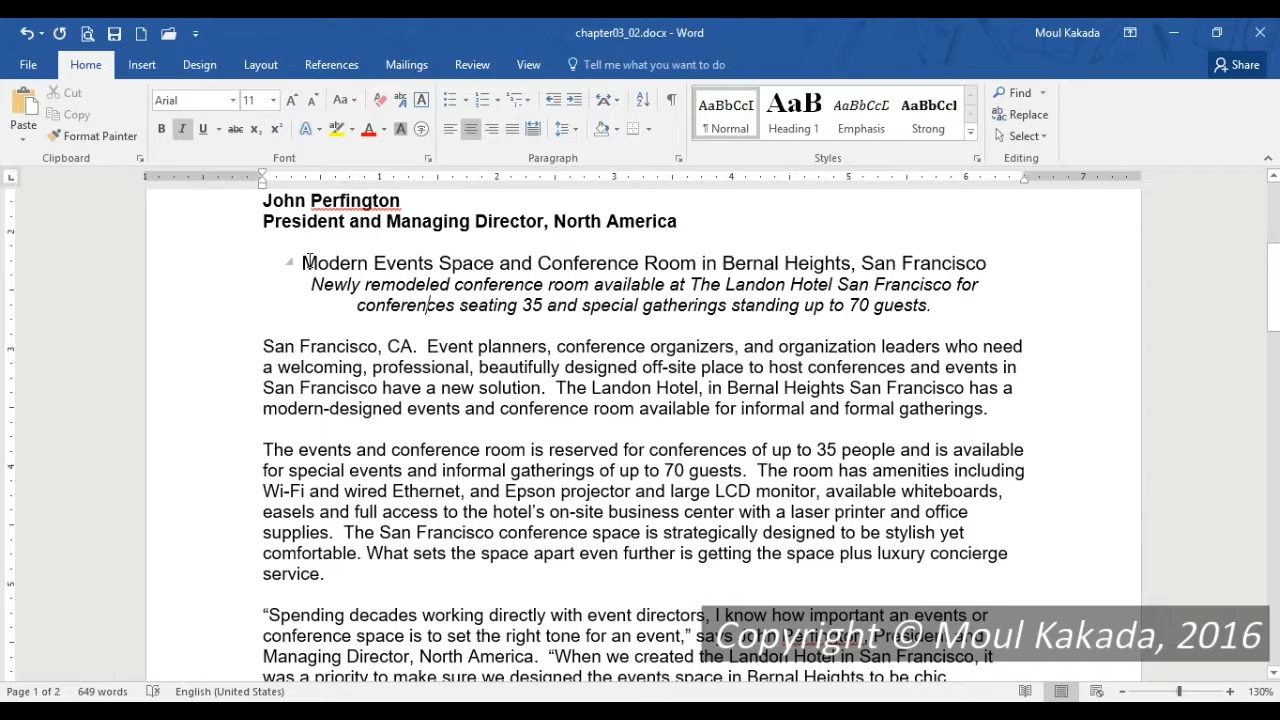 chapter03_02.docx - Word
Moul Kakada
File Home Insert Design Layout References Mailings Review View Tell me what you want to do Share
Paste
Cut
Copy
Format Painter
Arial 11
AaBbCcI AaB AaBbCcD AaBbCcl
¶ Normal Heading 1 Emphasis Strong
Find
Replace
Select
Clipboard Font Paragraph Styles Editing
1 1 2 3 4 5 6 7
John Perfington
President and Managing Director, North America
Modern Events Space and Conference Room in Bernal Heights, San Francisco
Newly remodeled conference room available at The Landon Hotel San Francisco for
conferences seating 35 and special gatherings standing up to 70 guests.
San Francisco, CA.  Event planners, conference organizers, and organization leaders who need
a welcoming, professional, beautifully designed off-site place to host conferences and events in
San Francisco have a new solution.  The Landon Hotel, in Bernal Heights San Francisco has a
modern-designed events and conference room available for informal and formal gatherings.
The events and conference room is reserved for conferences of up to 35 people and is available
for special events and informal gatherings of up to 70 guests.  The room has amenities including
Wi-Fi and wired Ethernet, and Epson projector and large LCD monitor, available whiteboards,
easels and full access to the hotel's on-site business center with a laser printer and office
supplies.  The San Francisco conference space is strategically designed to be stylish yet
comfortable. What sets the space apart even further is getting the space plus luxury concierge
service.
“Spending decades working directly with event directors, I know how important an events or
conference space is to set the right tone for an event,” says John Perfington, President and
Managing Director, North America.  “When we created the Landon Hotel in San Francisco, it
was a priority to make sure we designed the events space in Bernal Heights to be chic,
Copyright © Moul Kakada, 2016
Page 1 of 2 649 words English (United States) 130%